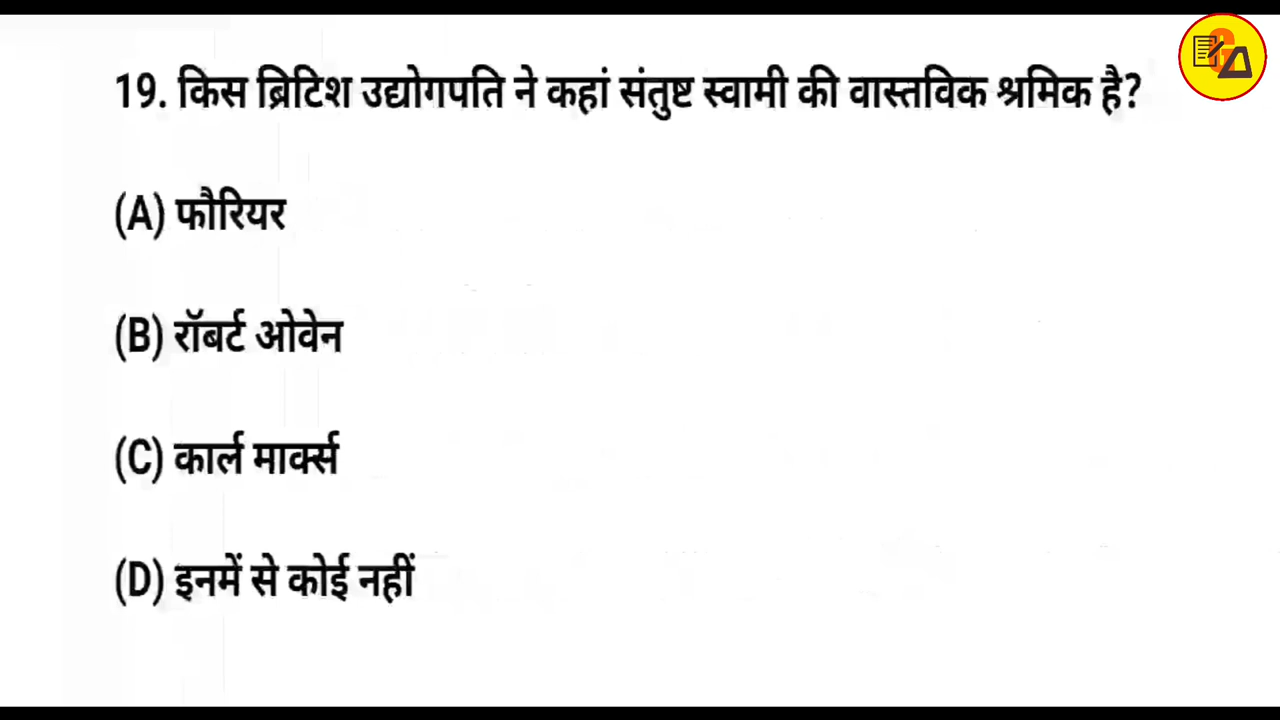 19. किस ब्रिटिश उद्योगपति ने कहां संतुष्ट स्वामी की वास्तविक श्रमिक है?
(A) फौरियर
(B) रॉबर्ट ओवेन
(C) कार्ल मार्क्स
(D) इनमें से कोई नहीं